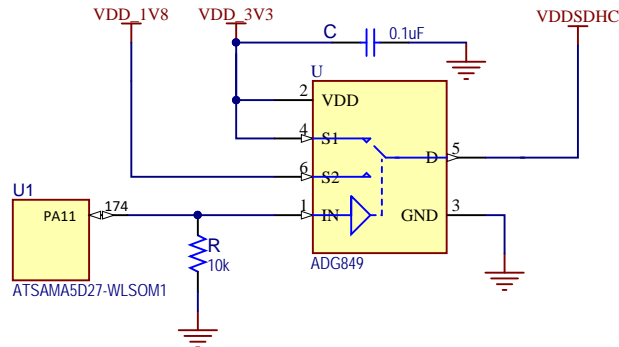 VDD_1V8
VDD_3V3
VDDSDHC
C
0.1uF
U
2
VDD
4
S1
D
5
6
S2
U1
PA11
174
1
IN
GND
3
R
10k
ADG849
ATSAMA5D27-WLSOM1